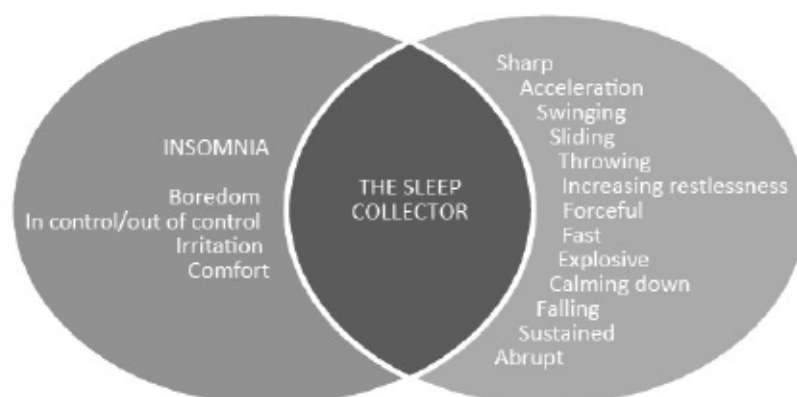 INSOMNIA
Boredom
In control/out of control
Irritation
Comfort
THE SLEEP
COLLECTOR
Sharp
Acceleration
Swinging
Sliding
Throwing
Increasing restlessness
Forceful
Fast
Explosive
Calming down
Falling
Sustained
Abrupt